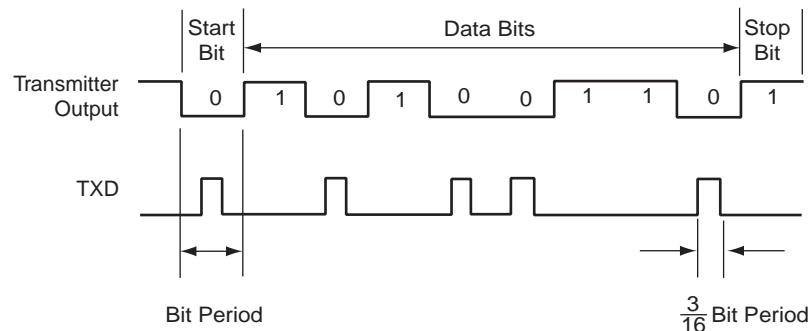 Start Bit
Data Bits
Stop Bit
Transmitter Output
0 1 0 1 0 0 1 1 0 1
TXD
Bit Period
3/16 Bit Period